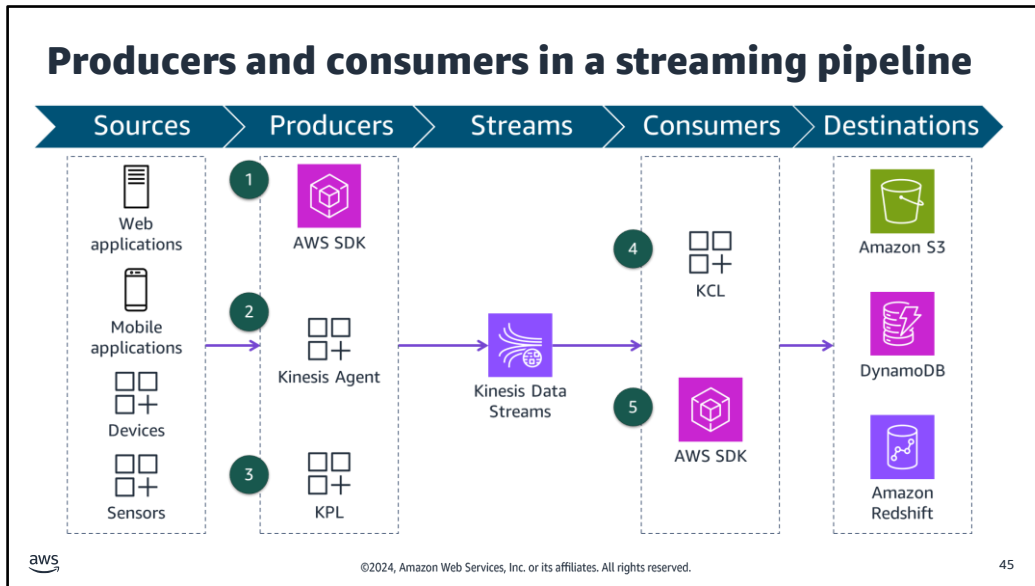 Producers and consumers in a streaming pipeline
Sources
Producers
Streams
Consumers
Destinations
Web
applications
Mobile
applications
Devices
Sensors
1
AWS SDK
2
Kinesis Agent
3
KPL
Kinesis Data
Streams
4
KCL
5
AWS SDK
Amazon S3
DynamoDB
Amazon
Redshift
aws
©2024, Amazon Web Services, Inc. or its affiliates. All rights reserved.
45